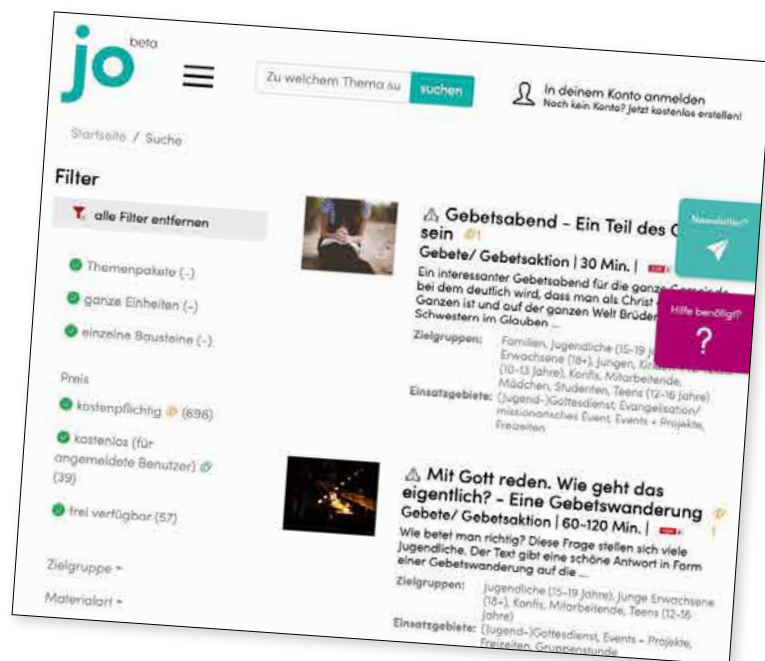 jo beta
Zu welchem Thema su
suchen
In deinem Konto anmelden
Noch kein Konto? Jetzt kostenlos erstellen!
Startseite / Suche
Filter
alle Filter entfernen
Themenpakete (-)
ganze Einheiten (-)
einzelne Bausteine (-)
Preis
kostenpflichtig (696)
kostenlos (für
angemeldete Benutzer)
(39)
frei verfügbar (57)
Zielgruppe
Materialart
Newsletter?
Hilfe benötigt?
?
Gebetsabend - Ein Teil des
sein 1
Gebete/ Gebetsaktion | 30 Min. |
Ein interessanter Gebetsabend für die ganze Gemeinde
bei dem deutlich wird, dass man als Christ
Ganzen ist und auf der ganzen Welt Brüder
Schwestern im Glauben ...
Zielgruppen: Familien, Jugendliche (15-19
Erwachsene (18+), Jungen,
(10-13 Jahre), Konfis, Mitarbeitende,
Mädchen, Studenten, Teens (12-16 Jahre)
Einsatzgebiete: (Jugend-)Gottesdienst, Evangelisation/
missionarisches Event, Events + Projekte,
Freizeiten
Mit Gott reden. Wie geht das
eigentlich? - Eine Gebetswanderung
1
Gebete/ Gebetsaktion | 60-120 Min. |
Wie betet man richtig? Diese Frage stellen sich viele
Jugendliche. Der Text gibt eine schöne Antwort in Form
einer Gebetswanderung auf die ...
Zielgruppen: Jugendliche (15-19 Jahre), Junge Erwachsene
(18+), Konfis, Mitarbeitende, Teens (12-16
Jahre)
Einsatzgebiete: (Jugend-)Gottesdienst, Events + Projekte,
Freizeiten, Gruppenstunde